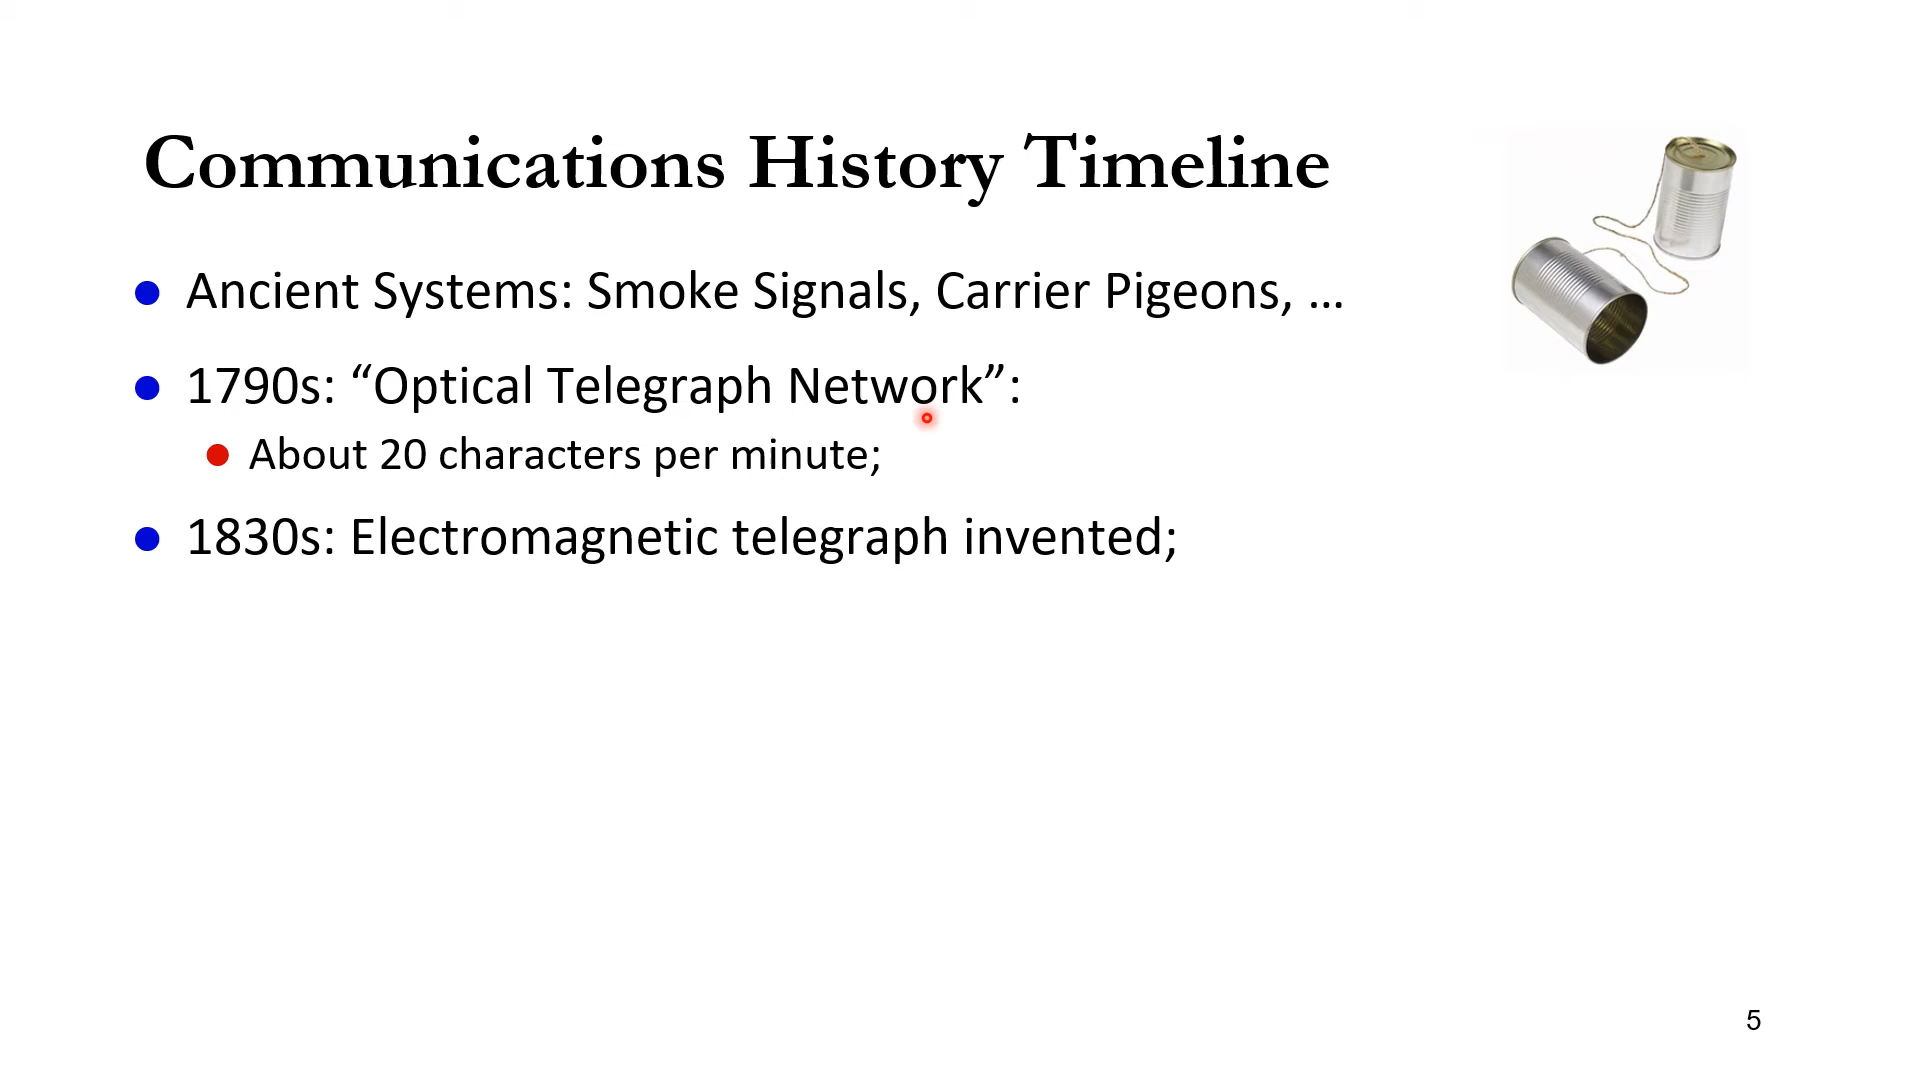 Communications History Timeline
Ancient Systems: Smoke Signals, Carrier Pigeons, …
1790s: “Optical Telegraph Network”:
About 20 characters per minute;
1830s: Electromagnetic telegraph invented;
5